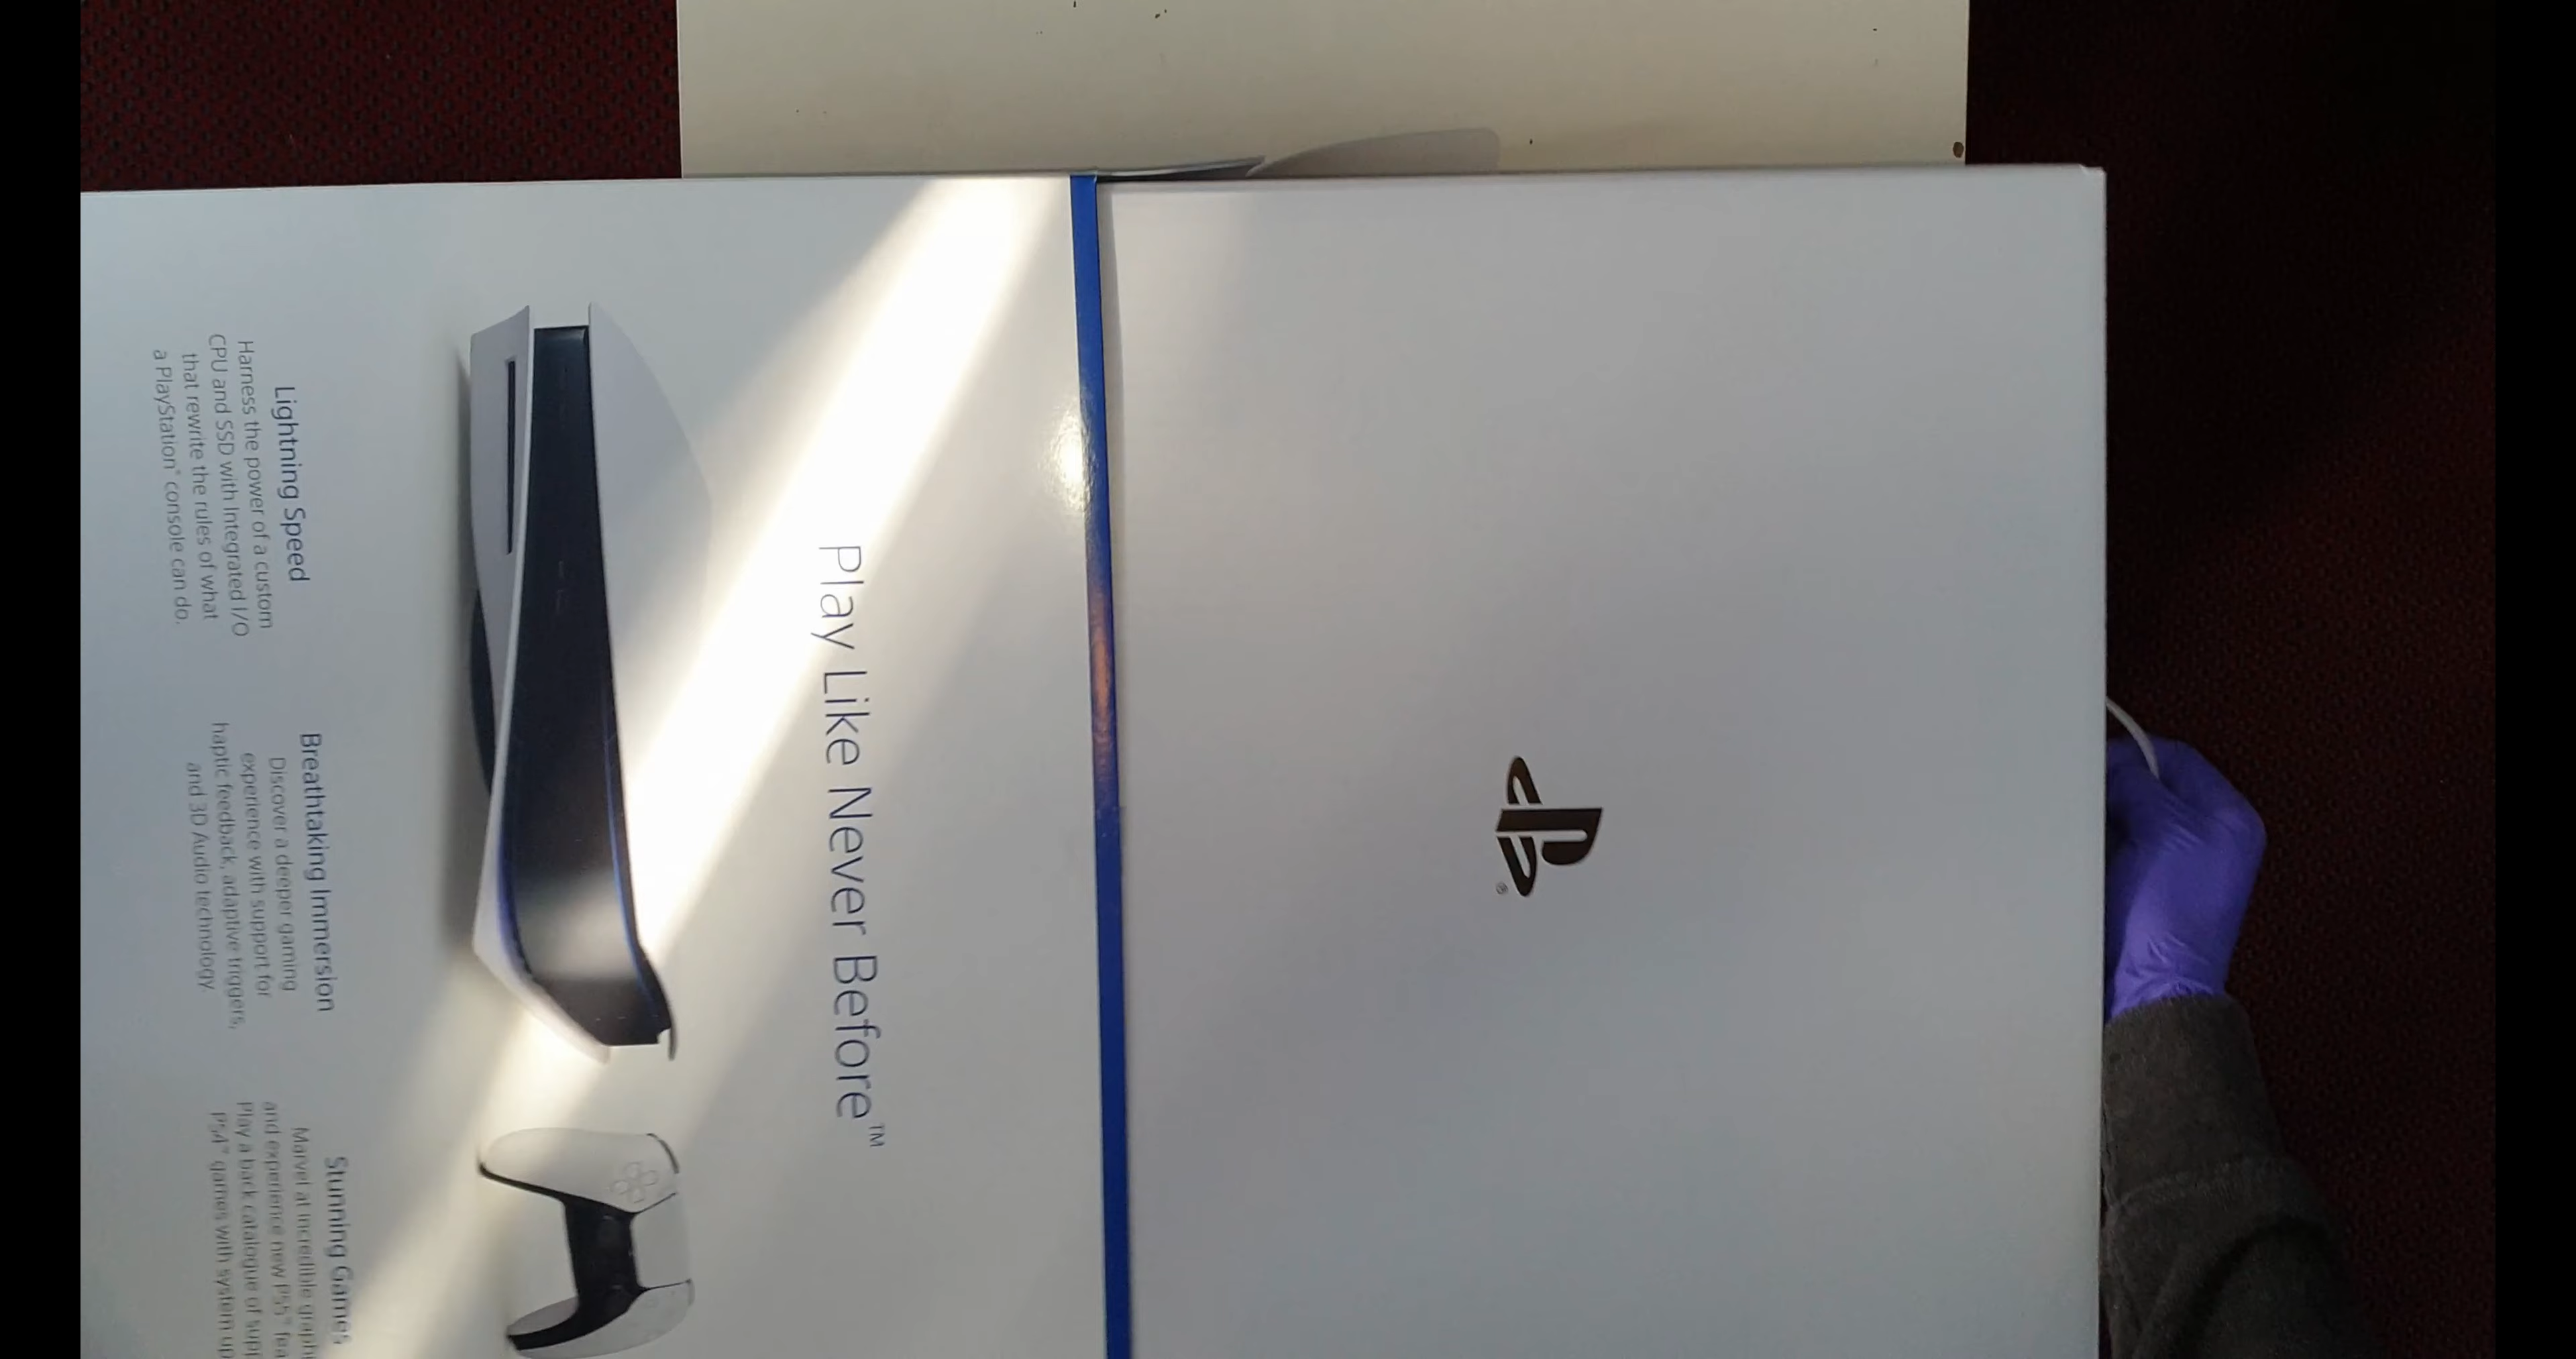 Play Like Never Before™
Lightning Speed
Harness the power of a custom
CPU and SSD with Integrated I/O
that rewrite the rules of what
a PlayStation® console can do.
Breathtaking Immersion
Discover a deeper gaming
experience with support for
haptic feedback, adaptive triggers,
and 3D Audio technology.
Stunning Games
Marvel at incredible
and experience new PS5™
Play a back catalogue of
PS4™ games with system